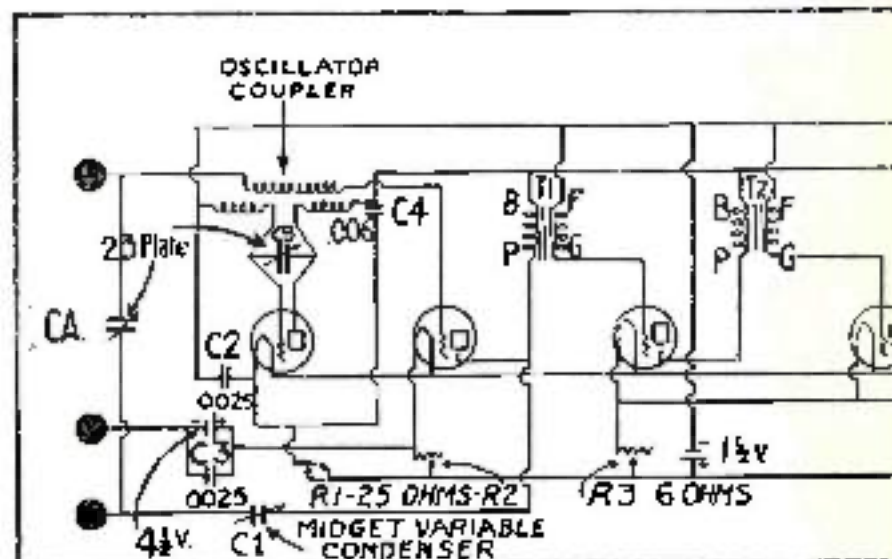 OSCILLATOR
COUPLER
23 Plate
CA
C2
.0025
C3
.0025
4½v.
C1
.006
C4
B T1 F
P G
B T2 F
P G
1½v
R1-25 OHMS-R2
R3 6 OHMS
MIDGET VARIABLE
CONDENSER